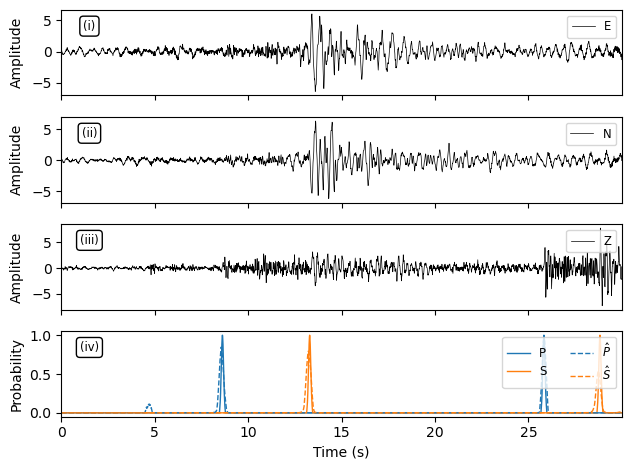 Amplitude
5
0
−5
(i)
E
Amplitude
5
0
−5
(ii)
N
Amplitude
5
0
−5
(iii)
Z
Probability
1.0
0.5
0.0
(iv)
P P̂
S Ŝ
0 5 10 15 20 25
Time (s)